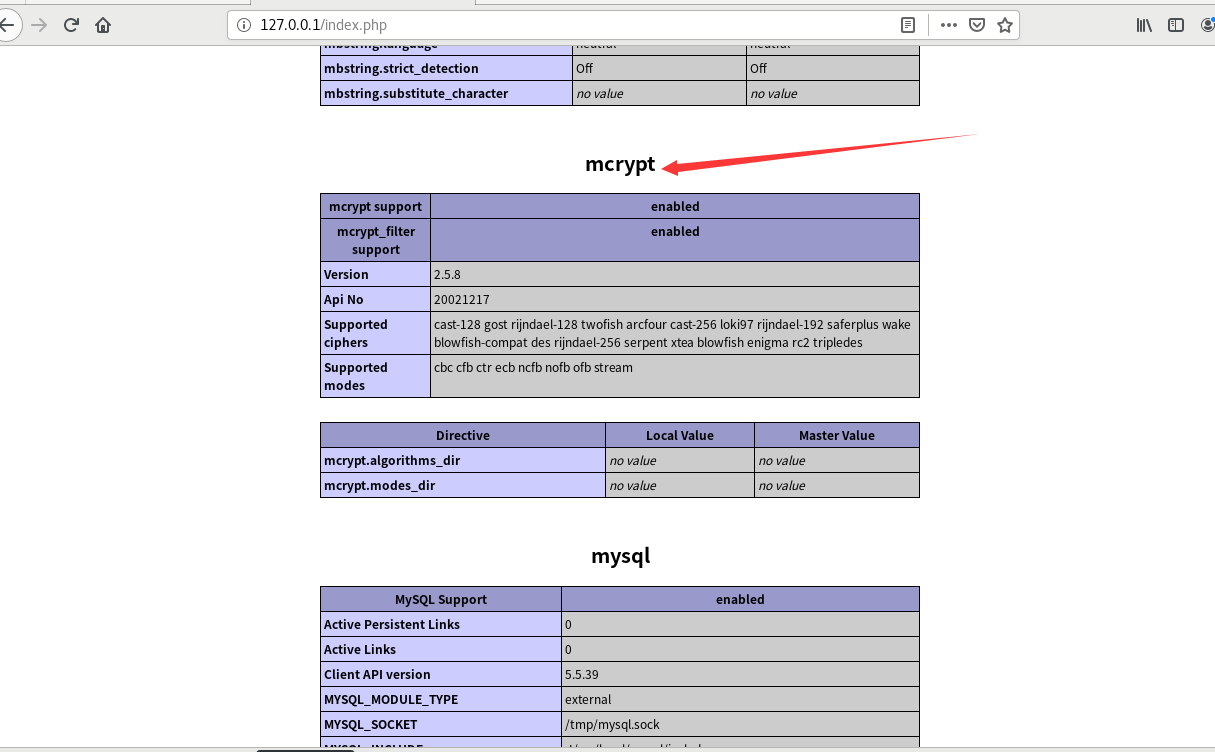 127.0.0.1/index.php
mbstring.language neutral neutral
mbstring.strict_detection Off Off
mbstring.substitute_character no value no value
mcrypt
mcrypt support enabled
mcrypt_filter support enabled
Version 2.5.8
Api No 20021217
Supported ciphers cast-128 gost rijndael-128 twofish arcfour cast-256 loki97 rijndael-192 saferplus wake
blowfish-compat des rijndael-256 serpent xtea blowfish enigma rc2 tripledes
Supported modes cbc cfb ctr ecb ncfb nofb ofb stream
Directive Local Value Master Value
mcrypt.algorithms_dir no value no value
mcrypt.modes_dir no value no value
mysql
MySQL Support enabled
Active Persistent Links 0
Active Links 0
Client API version 5.5.39
MYSQL_MODULE_TYPE external
MYSQL_SOCKET /tmp/mysql.sock
MYSQL_INCLUDE